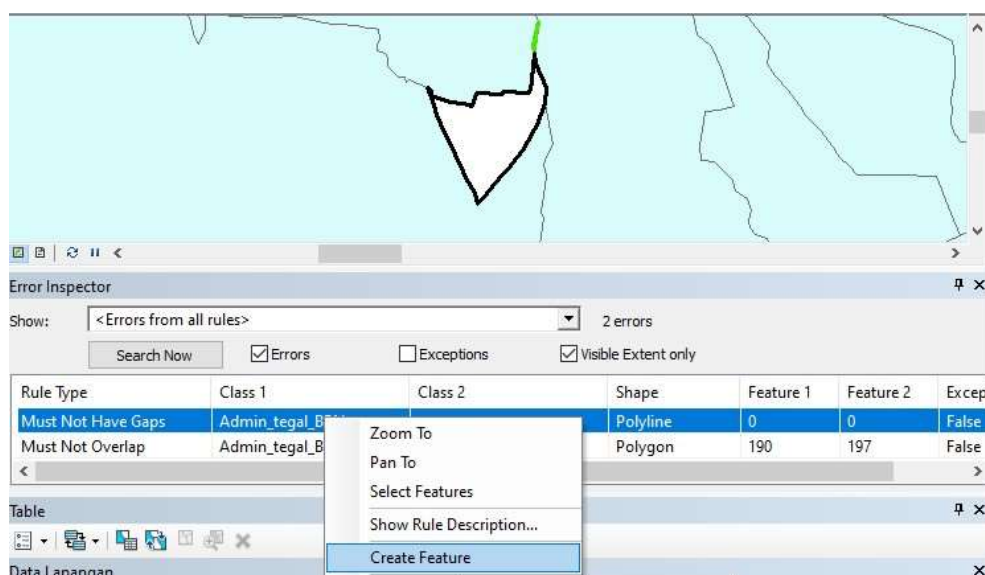 Error Inspector
Show: <Errors from all rules> 2 errors
Search Now Errors Exceptions Visible Extent only
Rule Type Class 1 Class 2 Shape Feature 1 Feature 2 Excep
Must Not Have Gaps Admin_tegal_B Polyline 0 0 False
Must Not Overlap Admin_tegal_B Polygon 190 197 False
Zoom To
Pan To
Select Features
Show Rule Description...
Create Feature
Table
Data Lapangan